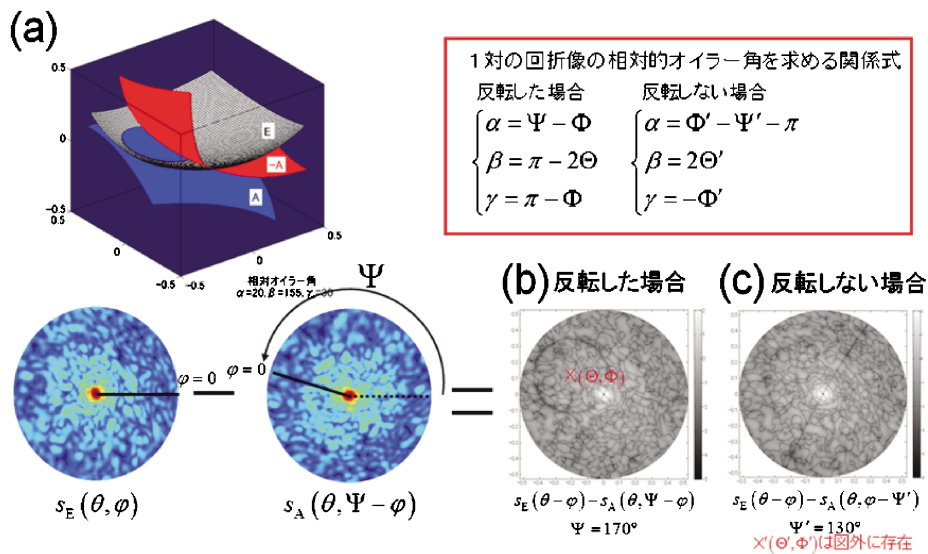 (a)
0.5
0
−0.5
0.5
0
−0.5
−0.5
0
0.5
E
−A
A
相対オイラー角
1対の回折像の相対的オイラー角を求める関係式
反転した場合 反転しない場合
α = Ψ − Φ α = Φ′ − Ψ′ − π
β = π − 2Θ β = 2Θ′
γ = π − Φ γ = −Φ′
Ψ
φ = 0
φ = 0
s_E(θ, φ)
s_A(θ, Ψ − φ)
(b) 反転した場合
(c) 反転しない場合
×(Θ, Φ)
s_E(θ − φ) − s_A(θ, Ψ − φ)
Ψ = 170°
s_E(θ − φ) − s_A(θ, φ − Ψ′)
Ψ′ = 130°
×′(Θ′, Φ′)は図外に存在